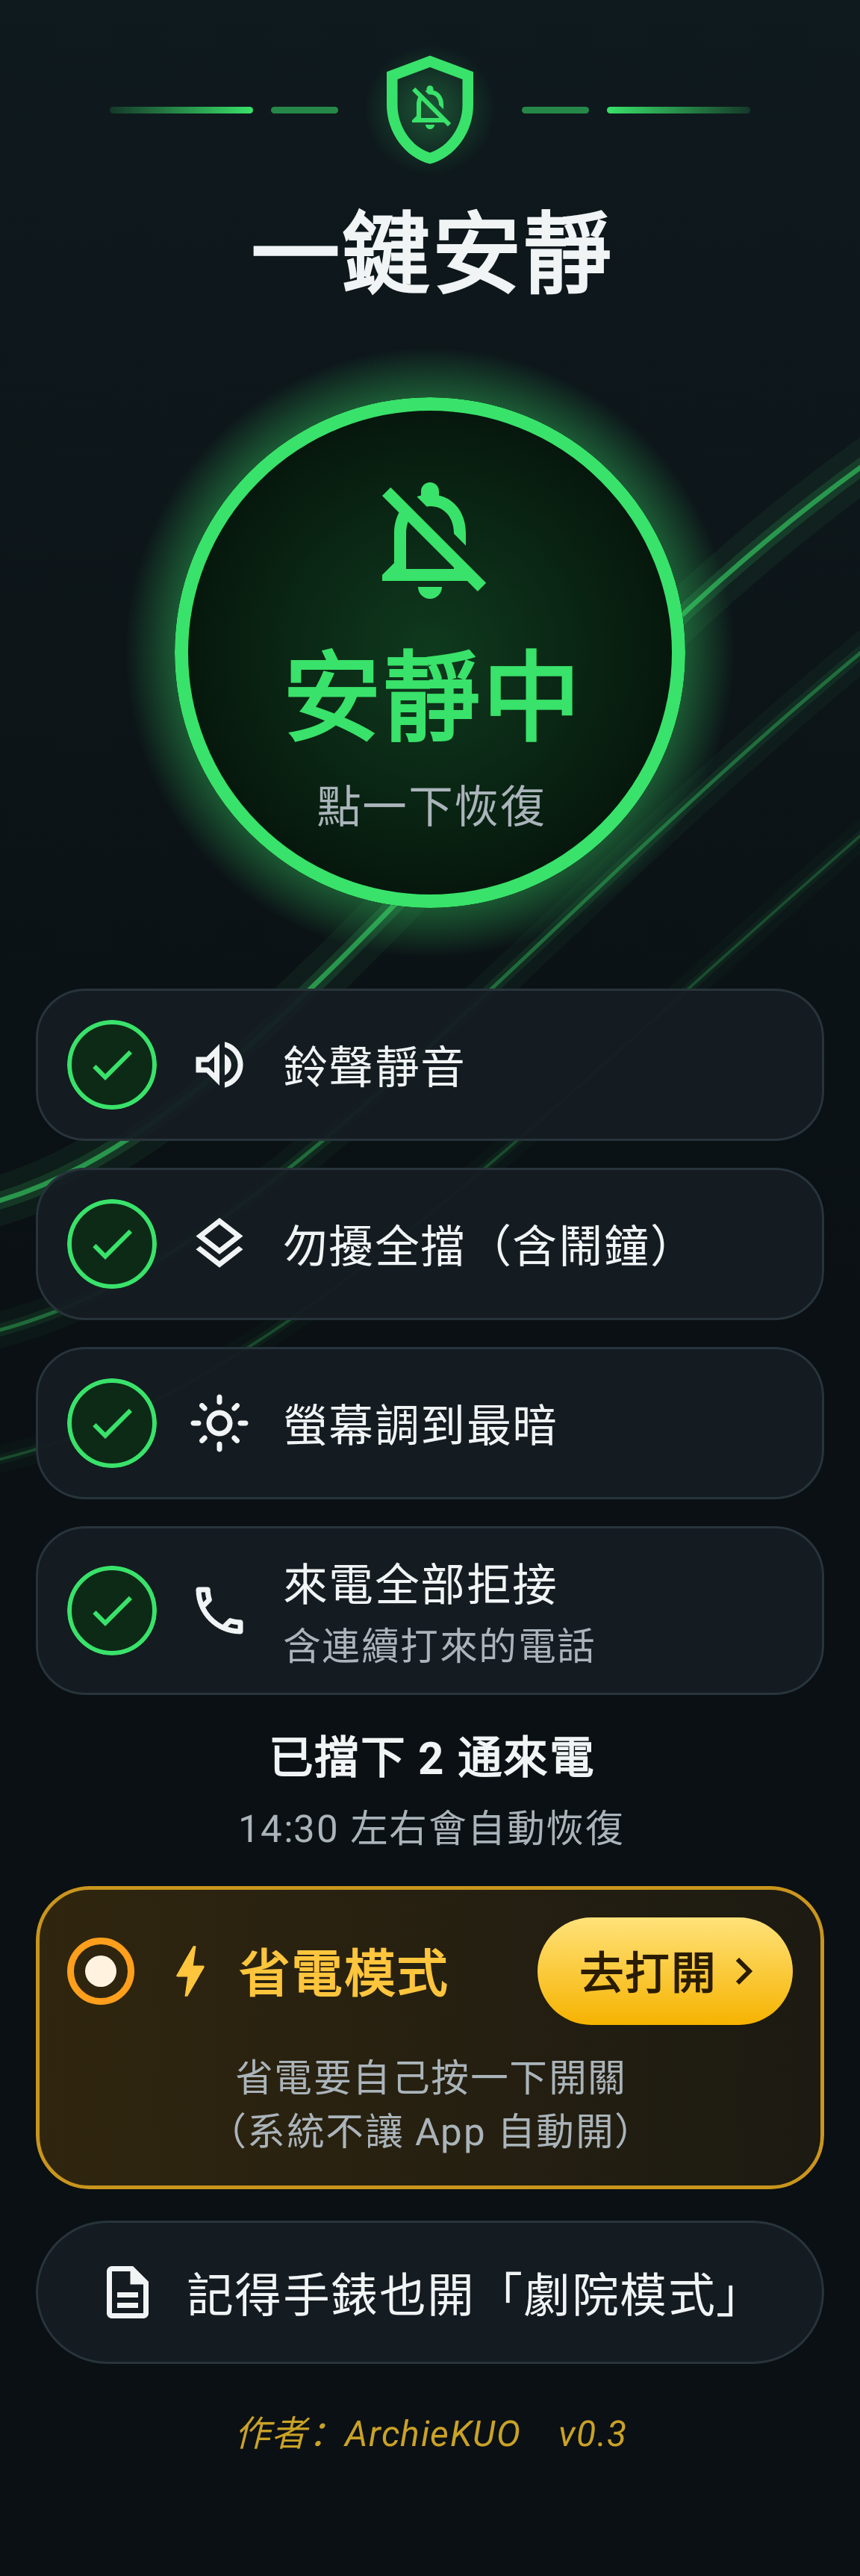 一鍵安靜
安靜中
點一下恢復
鈴聲靜音
勿擾全擋（含鬧鐘）
螢幕調到最暗
來電全部拒接
含連續打來的電話
已擋下 2 通來電
14:30 左右會自動恢復
省電模式
去打開
省電要自己按一下開關
（系統不讓 App 自動開）
記得手錶也開「劇院模式」
作者：ArchieKUO　v0.3